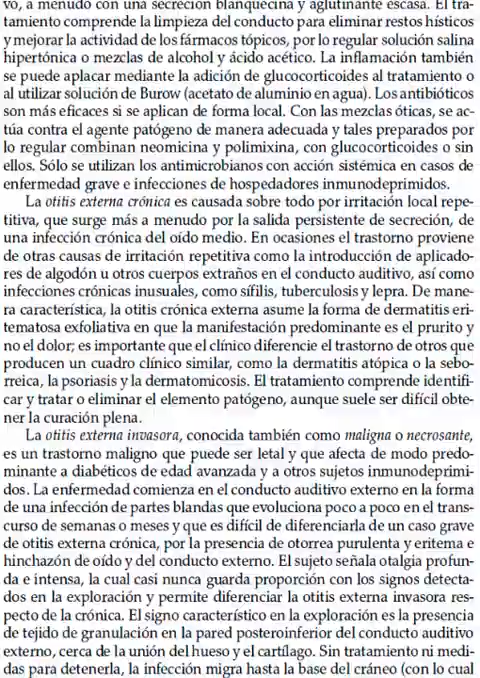 vo, a menudo con una secreción blanquecina y aglutinante escasa. El tra-
tamiento comprende la limpieza del conducto para eliminar restos hísticos
y mejorar la actividad de los fármacos tópicos, por lo regular solución salina
hipertónica o mezclas de alcohol y ácido acético. La inflamación también
se puede aplacar mediante la adición de glucocorticoides al tratamiento o
al utilizar solución de Burow (acetato de aluminio en agua). Los antibióticos
son más eficaces si se aplican de forma local. Con las mezclas óticas, se ac-
túa contra el agente patógeno de manera adecuada y tales preparados por
lo regular combinan neomicina y polimixina, con glucocorticoides o sin
ellos. Sólo se utilizan los antimicrobianos con acción sistémica en casos de
enfermedad grave e infecciones de hospedadores inmunodeprimidos.
La otitis externa crónica es causada sobre todo por irritación local repe-
titiva, que surge más a menudo por la salida persistente de secreción, de
una infección crónica del oído medio. En ocasiones el trastorno proviene
de otras causas de irritación repetitiva como la introducción de aplicado-
res de algodón u otros cuerpos extraños en el conducto auditivo, así como
infecciones crónicas inusuales, como sífilis, tuberculosis y lepra. De mane-
ra característica, la otitis crónica externa asume la forma de dermatitis eri-
tematosa exfoliativa en que la manifestación predominante es el prurito y
no el dolor; es importante que el clínico diferencie el trastorno de otros que
producen un cuadro clínico similar, como la dermatitis atópica o la sebo-
rreica, la psoriasis y la dermatomicosis. El tratamiento comprende identifi-
car y tratar o eliminar el elemento patógeno, aunque suele ser difícil obte-
ner la curación plena.
La otitis externa invasora, conocida también como maligna o necrosante,
es un trastorno maligno que puede ser letal y que afecta de modo predo-
minante a diabéticos de edad avanzada y a otros sujetos inmunodeprimi-
dos. La enfermedad comienza en el conducto auditivo externo en la forma
de una infección de partes blandas que evoluciona poco a poco en el trans-
curso de semanas o meses y que es difícil de diferenciarla de un caso grave
de otitis externa crónica, por la presencia de otorrea purulenta y eritema e
hinchazón de oído y del conducto externo. El sujeto señala otalgia profun-
da e intensa, la cual casi nunca guarda proporción con los signos detecta-
dos en la exploración y permite diferenciar la otitis externa invasora res-
pecto de la crónica. El signo característico en la exploración es la presencia
de tejido de granulación en la pared posteroinferior del conducto auditivo
externo, cerca de la unión del hueso y el cartílago. Sin tratamiento ni medi-
das para detenerla, la infección migra hasta la base del cráneo (con lo cual